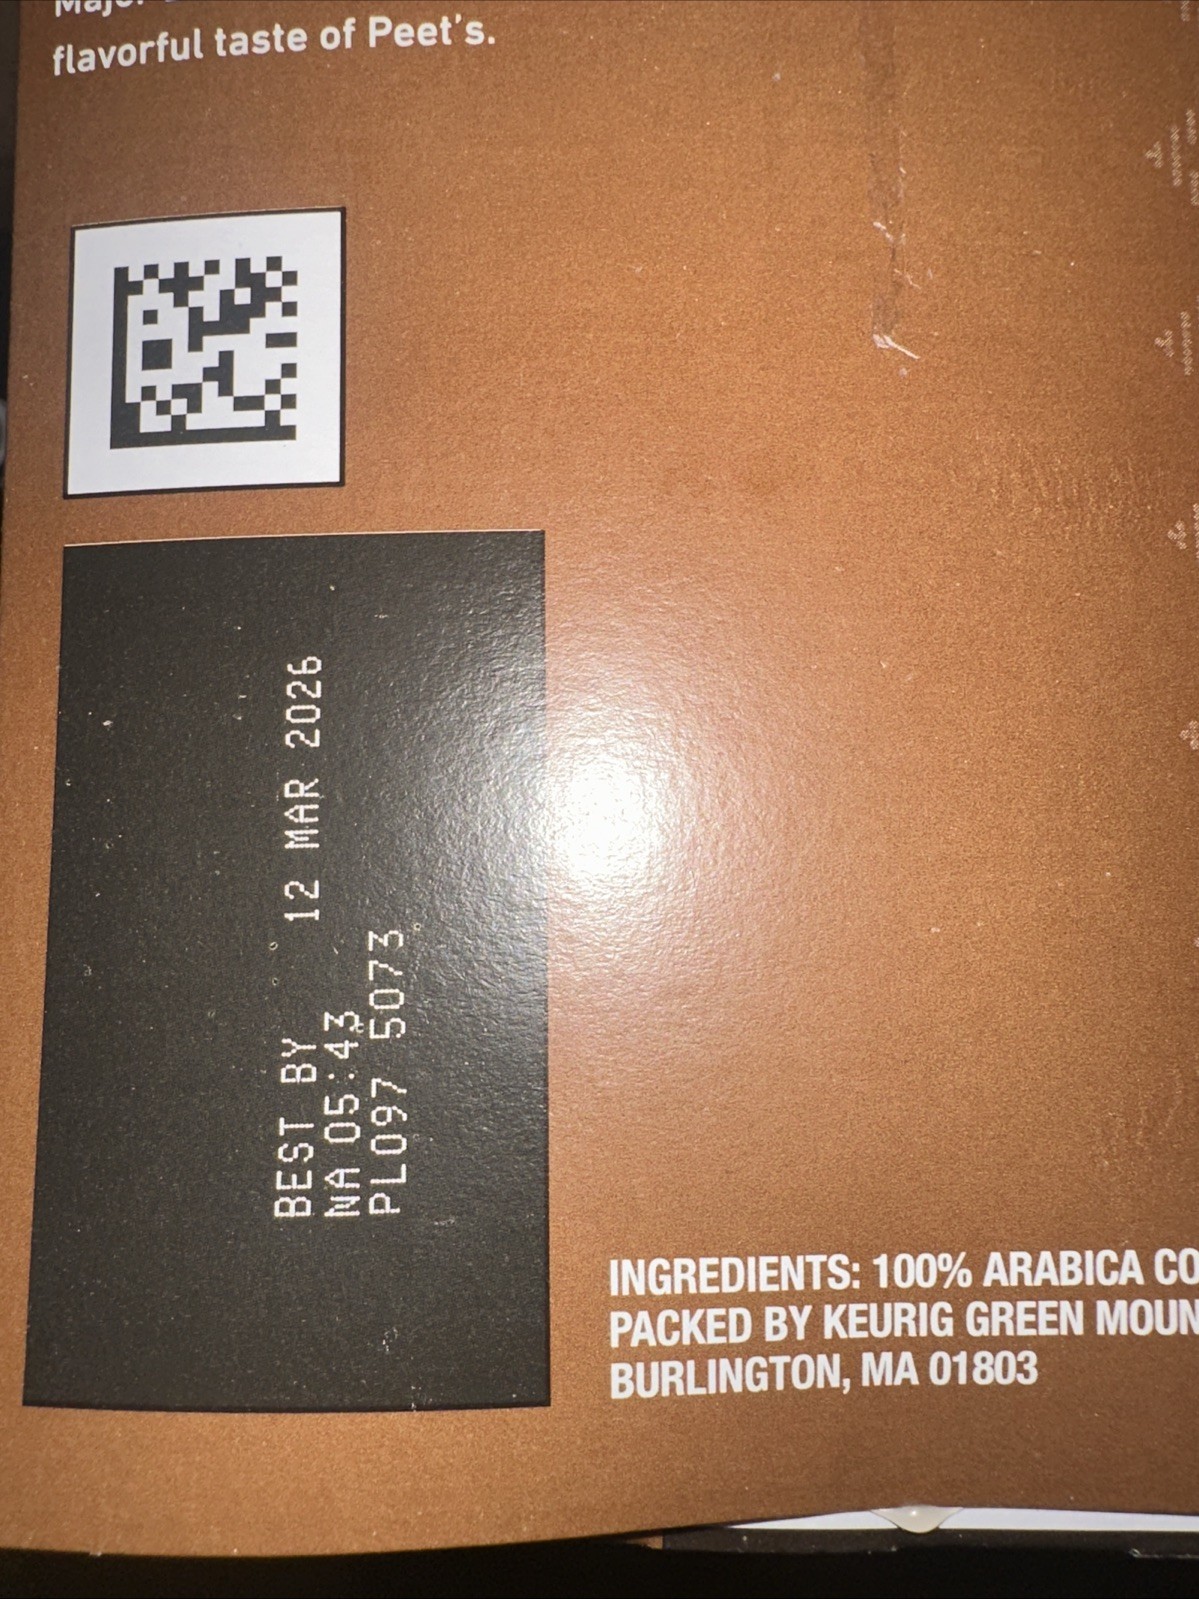 flavorful taste of Peet's.
BEST BY 12 MAR 2026
NA 05:43
PL097 5073
INGREDIENTS: 100% ARABICA CO
PACKED BY KEURIG GREEN MOUN
BURLINGTON, MA 01803